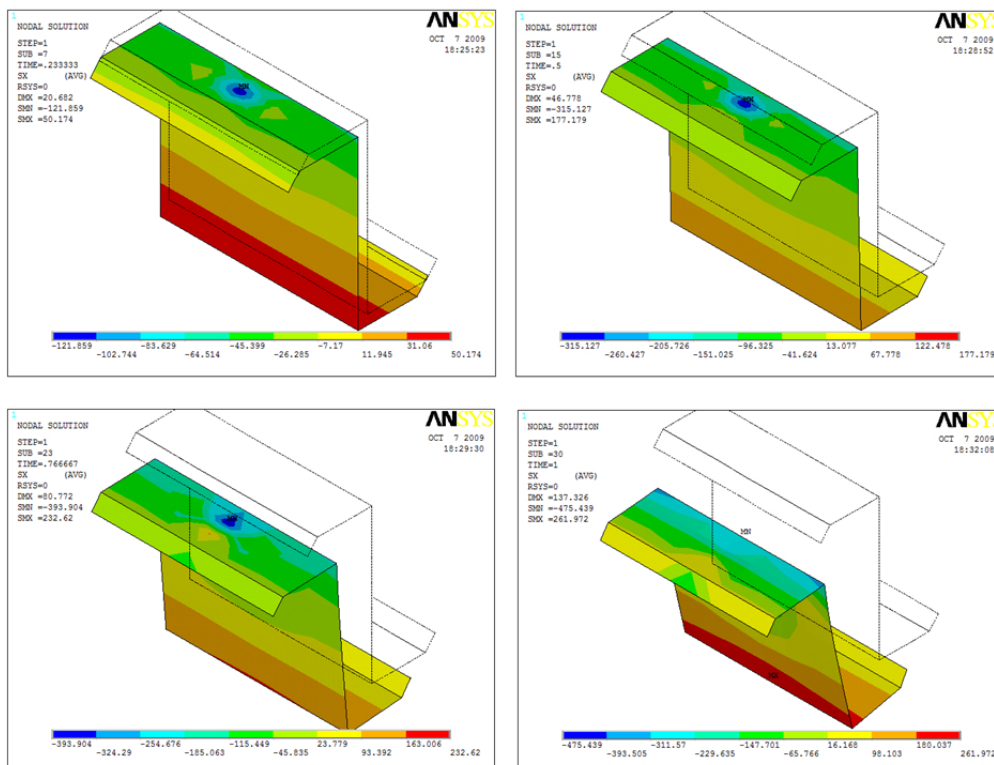 1
ANSYS
NODAL SOLUTION
OCT 7 2009
18:25:23
STEP=1
SUB =7
TIME=.233333
SX (AVG)
RSYS=0
DMX =20.682
SMN =-121.859
SMX =50.174
MN
-121.859 -83.629 -45.399 -7.17 31.06
-102.744 -64.514 -26.285 11.945 50.174
1
ANSYS
NODAL SOLUTION
OCT 7 2009
18:28:52
STEP=1
SUB =15
TIME=.5
SX (AVG)
RSYS=0
DMX =46.778
SMN =-315.127
SMX =177.179
MN
-315.127 -205.726 -96.325 13.077 122.478
-260.427 -151.025 -41.624 67.778 177.179
1
ANSYS
NODAL SOLUTION
OCT 7 2009
18:29:30
STEP=1
SUB =23
TIME=.766667
SX (AVG)
RSYS=0
DMX =80.772
SMN =-393.904
SMX =232.62
MN
-393.904 -254.676 -115.449 23.779 163.006
-324.29 -185.063 -45.835 93.392 232.62
1
ANSYS
NODAL SOLUTION
OCT 7 2009
18:32:08
STEP=1
SUB =30
TIME=1
SX (AVG)
RSYS=0
DMX =137.326
SMN =-475.439
SMX =261.972
MN
MX
-475.439 -311.57 -147.701 16.168 180.037
-393.505 -229.635 -65.766 98.103 261.972